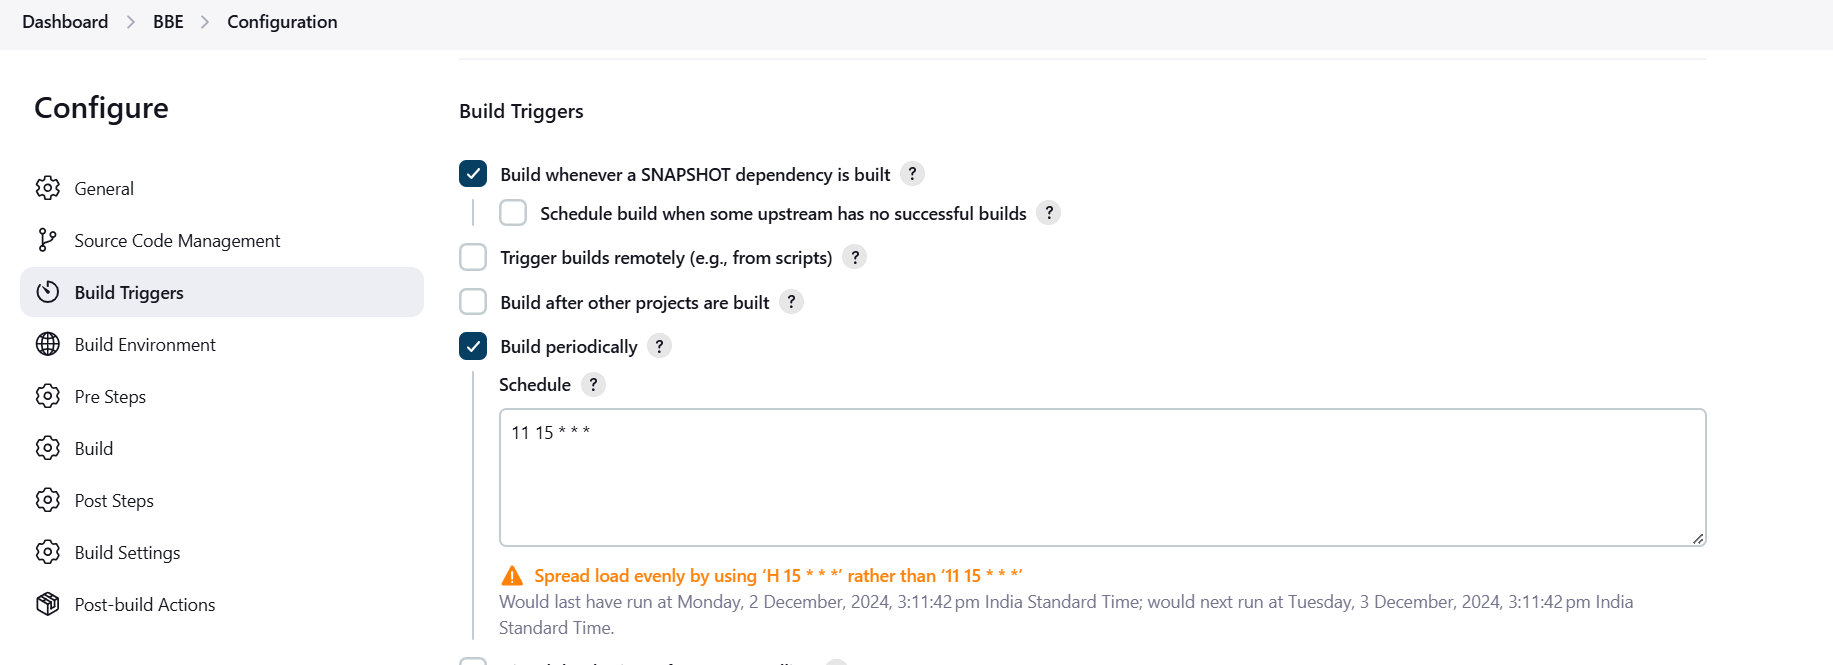 Dashboard > BBE > Configuration
Configure
General
Source Code Management
Build Triggers
Build Environment
Pre Steps
Build
Post Steps
Build Settings
Post-build Actions
Build Triggers
Build whenever a SNAPSHOT dependency is built ?
Schedule build when some upstream has no successful builds ?
Trigger builds remotely (e.g., from scripts) ?
Build after other projects are built ?
Build periodically ?
Schedule ?
11 15 * * *
Spread load evenly by using ‘H 15 * * *’ rather than ‘11 15 * * *’
Would last have run at Monday, 2 December, 2024, 3:11:42 pm India Standard Time; would next run at Tuesday, 3 December, 2024, 3:11:42 pm India
Standard Time.